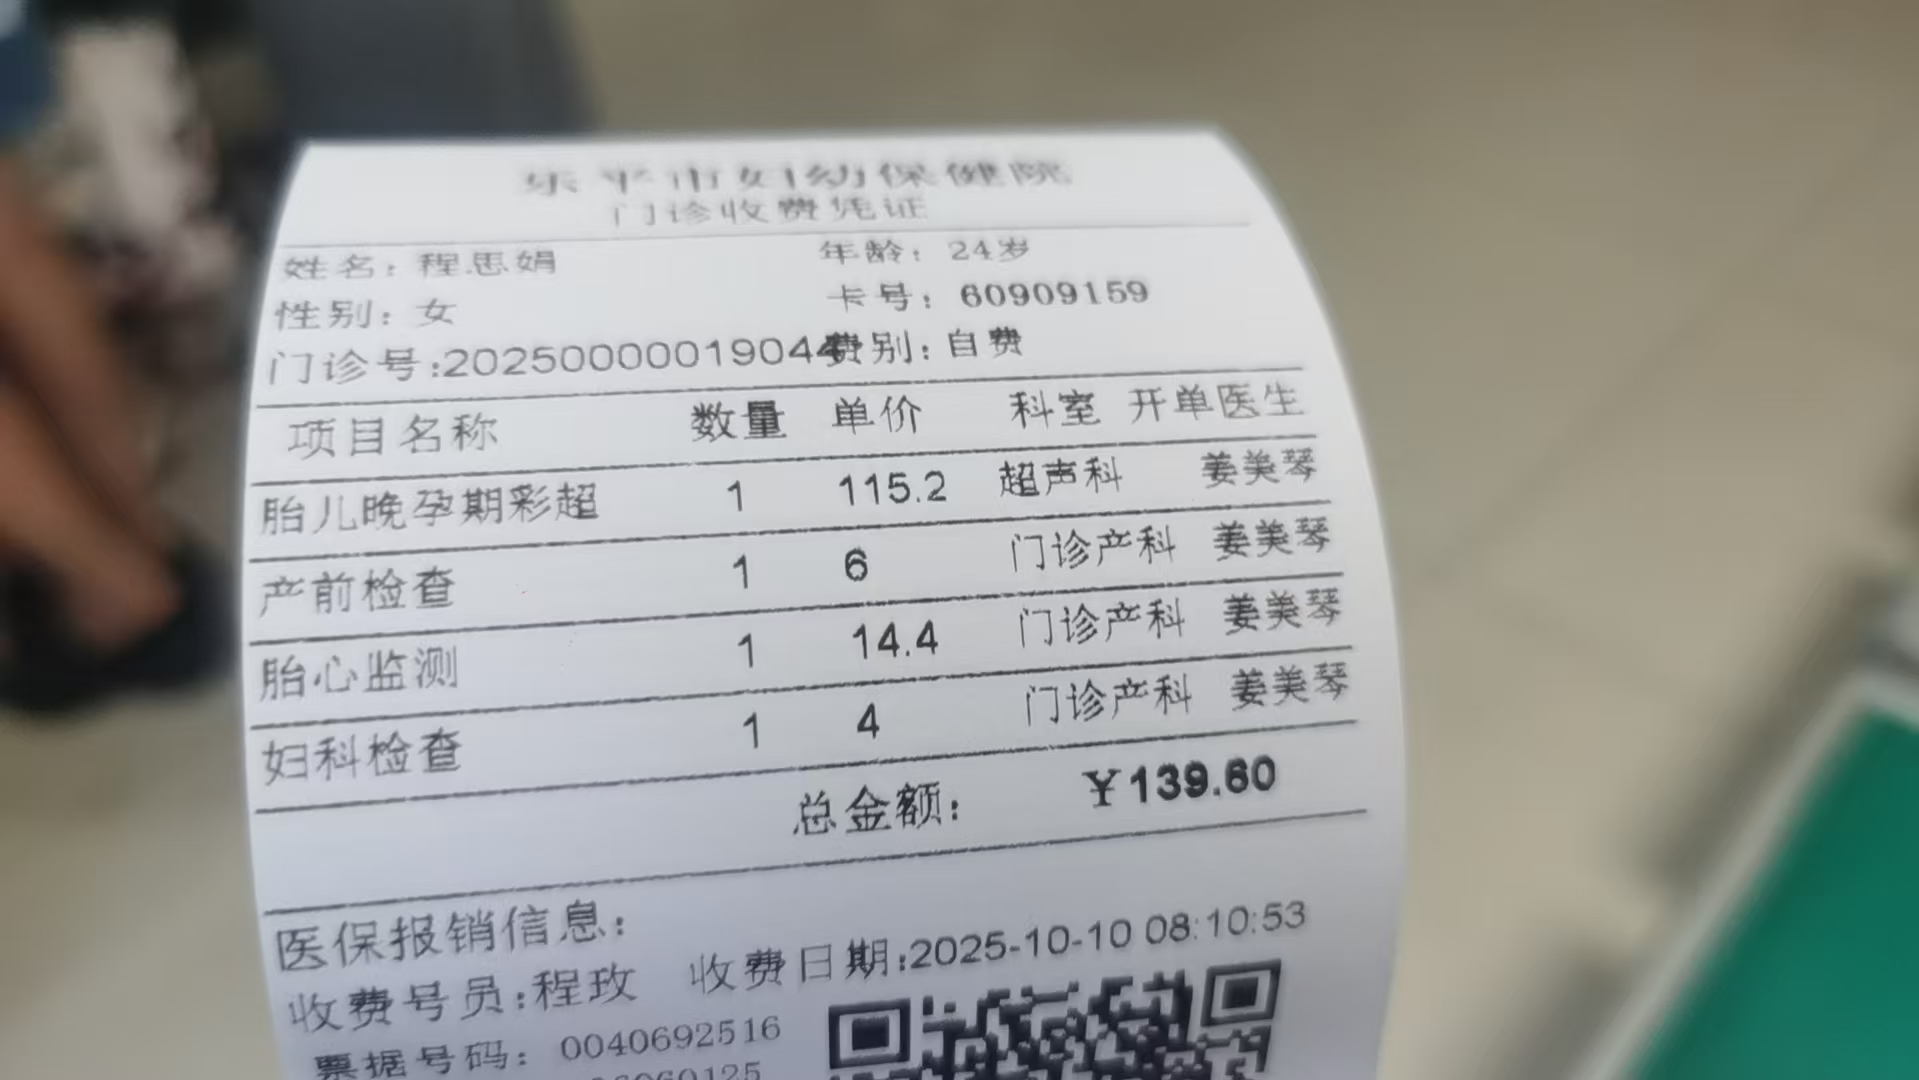 乐平市妇幼保健院
门诊收费凭证
姓名：程思娟 年龄：24岁
性别：女 卡号：60909159
门诊号:2025000001904 费别：自费
项目名称 数量 单价 科室 开单医生
胎儿晚孕期彩超 1 115.2 超声科 姜美琴
产前检查 1 6 门诊产科 姜美琴
胎心监测 1 14.4 门诊产科 姜美琴
妇科检查 1 4 门诊产科 姜美琴
总金额： ￥139.60
医保报销信息：
收费号员:程玫 收费日期:2025-10-10 08:10:53
票据号码：0040692516